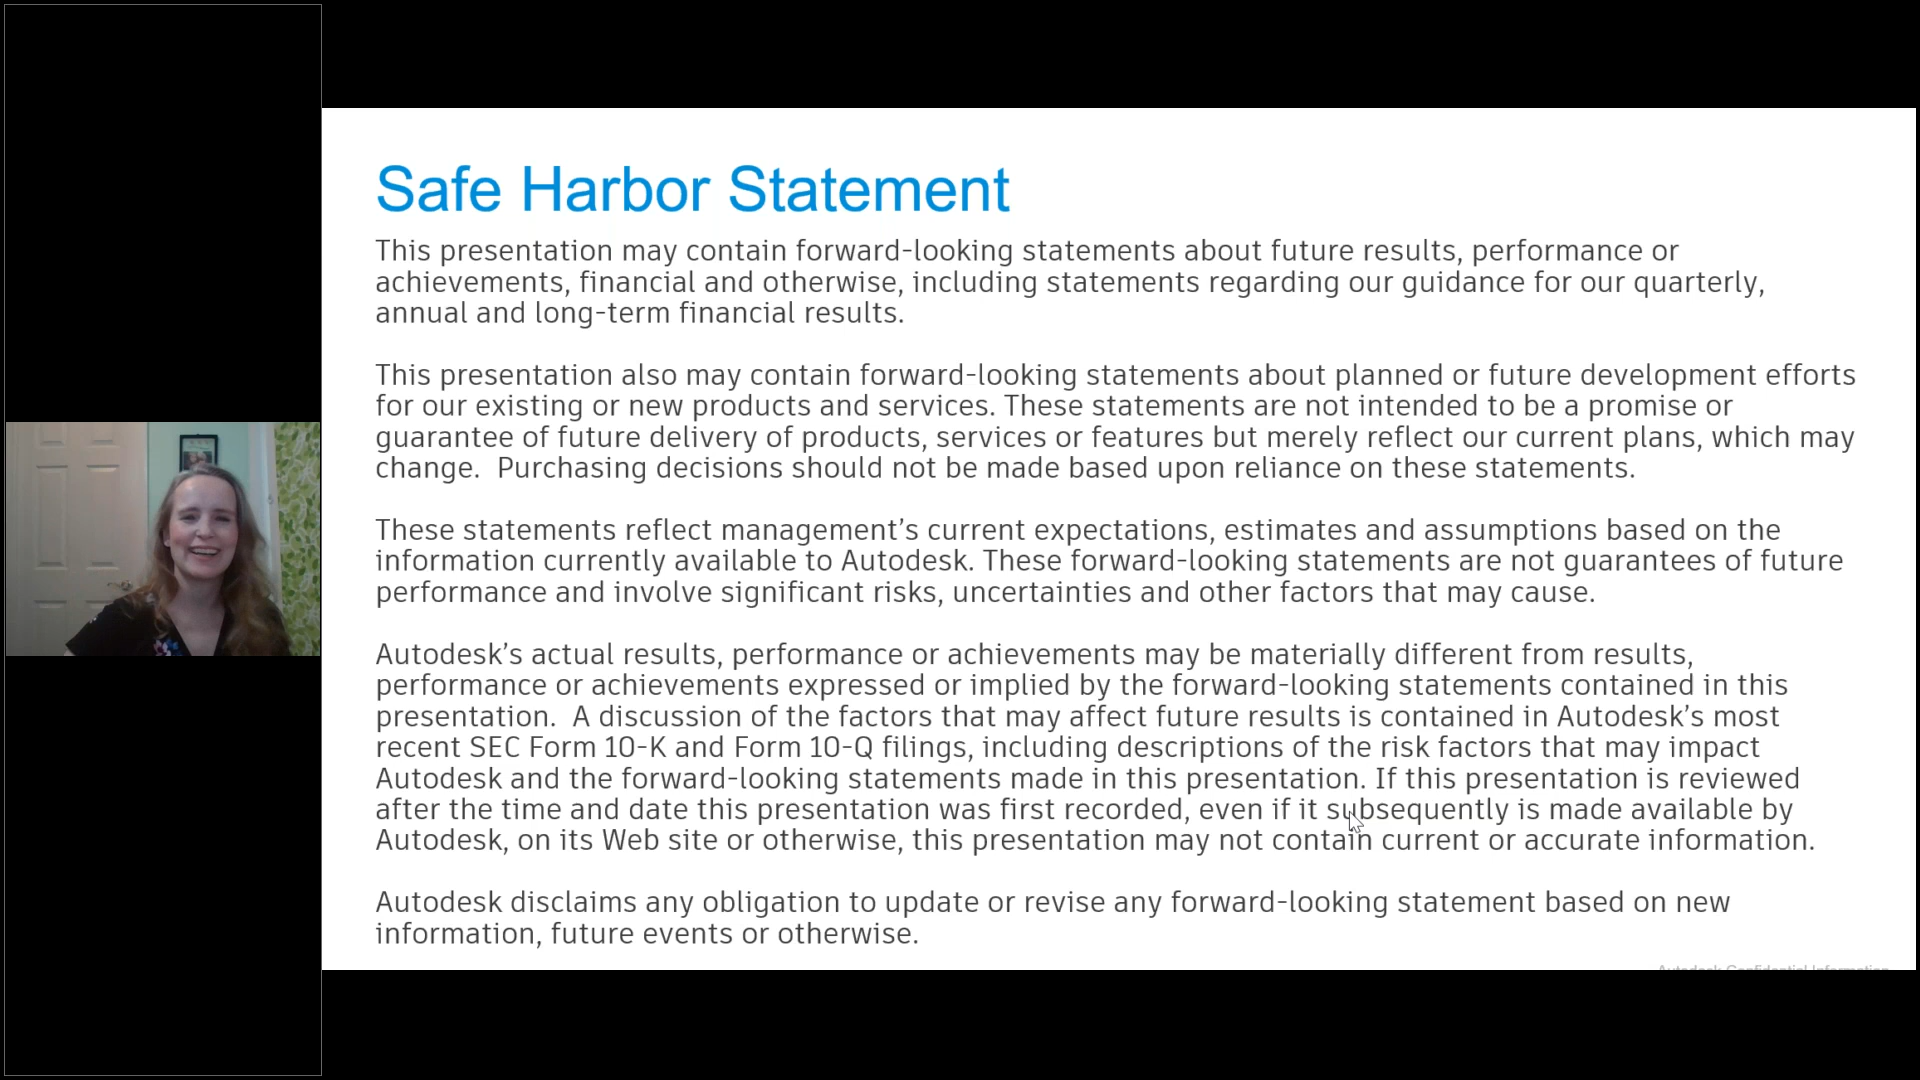 Safe Harbor Statement
This presentation may contain forward-looking statements about future results, performance or
achievements, financial and otherwise, including statements regarding our guidance for our quarterly,
annual and long-term financial results.
This presentation also may contain forward-looking statements about planned or future development efforts
for our existing or new products and services. These statements are not intended to be a promise or
guarantee of future delivery of products, services or features but merely reflect our current plans, which may
change.  Purchasing decisions should not be made based upon reliance on these statements.
These statements reflect management’s current expectations, estimates and assumptions based on the
information currently available to Autodesk. These forward-looking statements are not guarantees of future
performance and involve significant risks, uncertainties and other factors that may cause.
Autodesk’s actual results, performance or achievements may be materially different from results,
performance or achievements expressed or implied by the forward-looking statements contained in this
presentation.  A discussion of the factors that may affect future results is contained in Autodesk’s most
recent SEC Form 10-K and Form 10-Q filings, including descriptions of the risk factors that may impact
Autodesk and the forward-looking statements made in this presentation. If this presentation is reviewed
after the time and date this presentation was first recorded, even if it subsequently is made available by
Autodesk, on its Web site or otherwise, this presentation may not contain current or accurate information.
Autodesk disclaims any obligation to update or revise any forward-looking statement based on new
information, future events or otherwise.
Autodesk Confidential Information